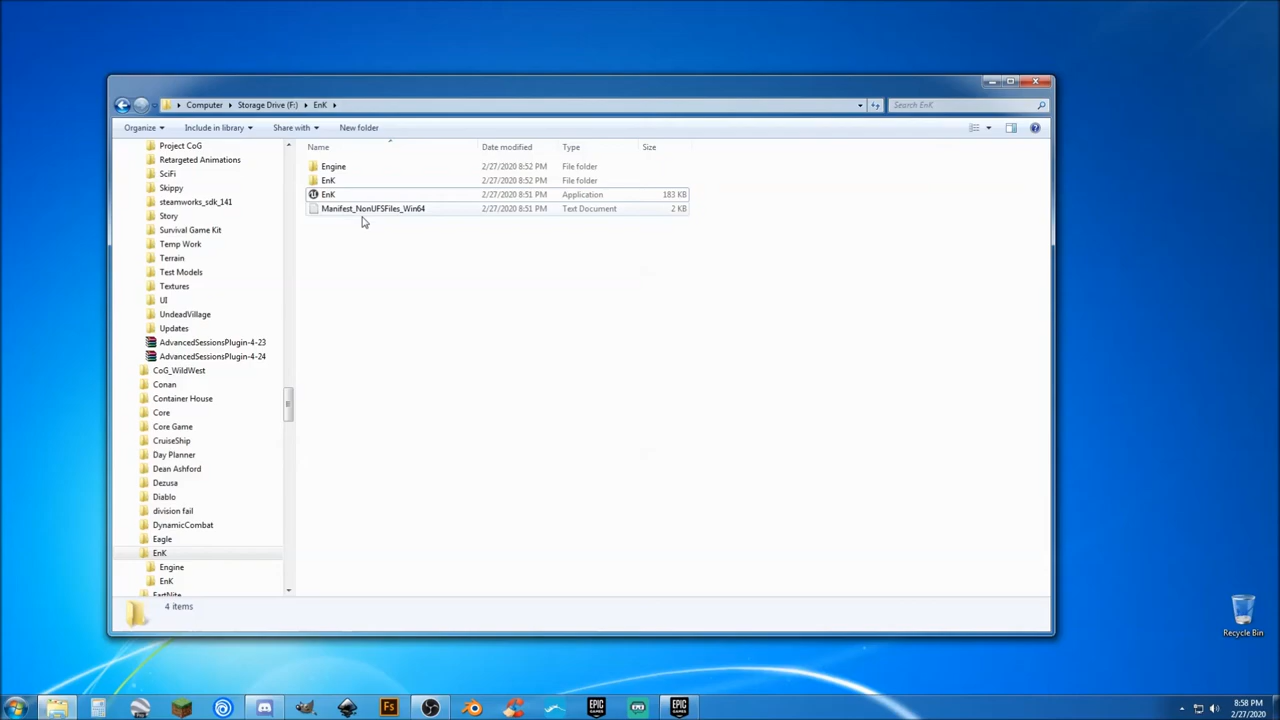 Computer Storage Drive (F:) EnK
Search EnK
Organize Include in library Share with New folder
Name Date modified Type Size
Engine 2/27/2020 8:52 PM File folder
EnK 2/27/2020 8:52 PM File folder
EnK 2/27/2020 8:51 PM Application 183 KB
Manifest_NonUFSFiles_Win64 2/27/2020 8:51 PM Text Document 2 KB
Project CoG
Retargeted Animations
SciFi
Skippy
steamworks_sdk_141
Story
Survival Game Kit
Temp Work
Terrain
Test Models
Textures
UI
UndeadVillage
Updates
AdvancedSessionsPlugin-4-23
AdvancedSessionsPlugin-4-24
CoG_WildWest
Conan
Container House
Core
Core Game
CruiseShip
Day Planner
Dean Ashford
Dezusa
Diablo
division fail
DynamicCombat
Eagle
EnK
Engine
EnK
FartNite
4 items
Recycle Bin
Fs
EPIC
GAMES
EPIC
GAMES
8:58 PM
2/27/2020